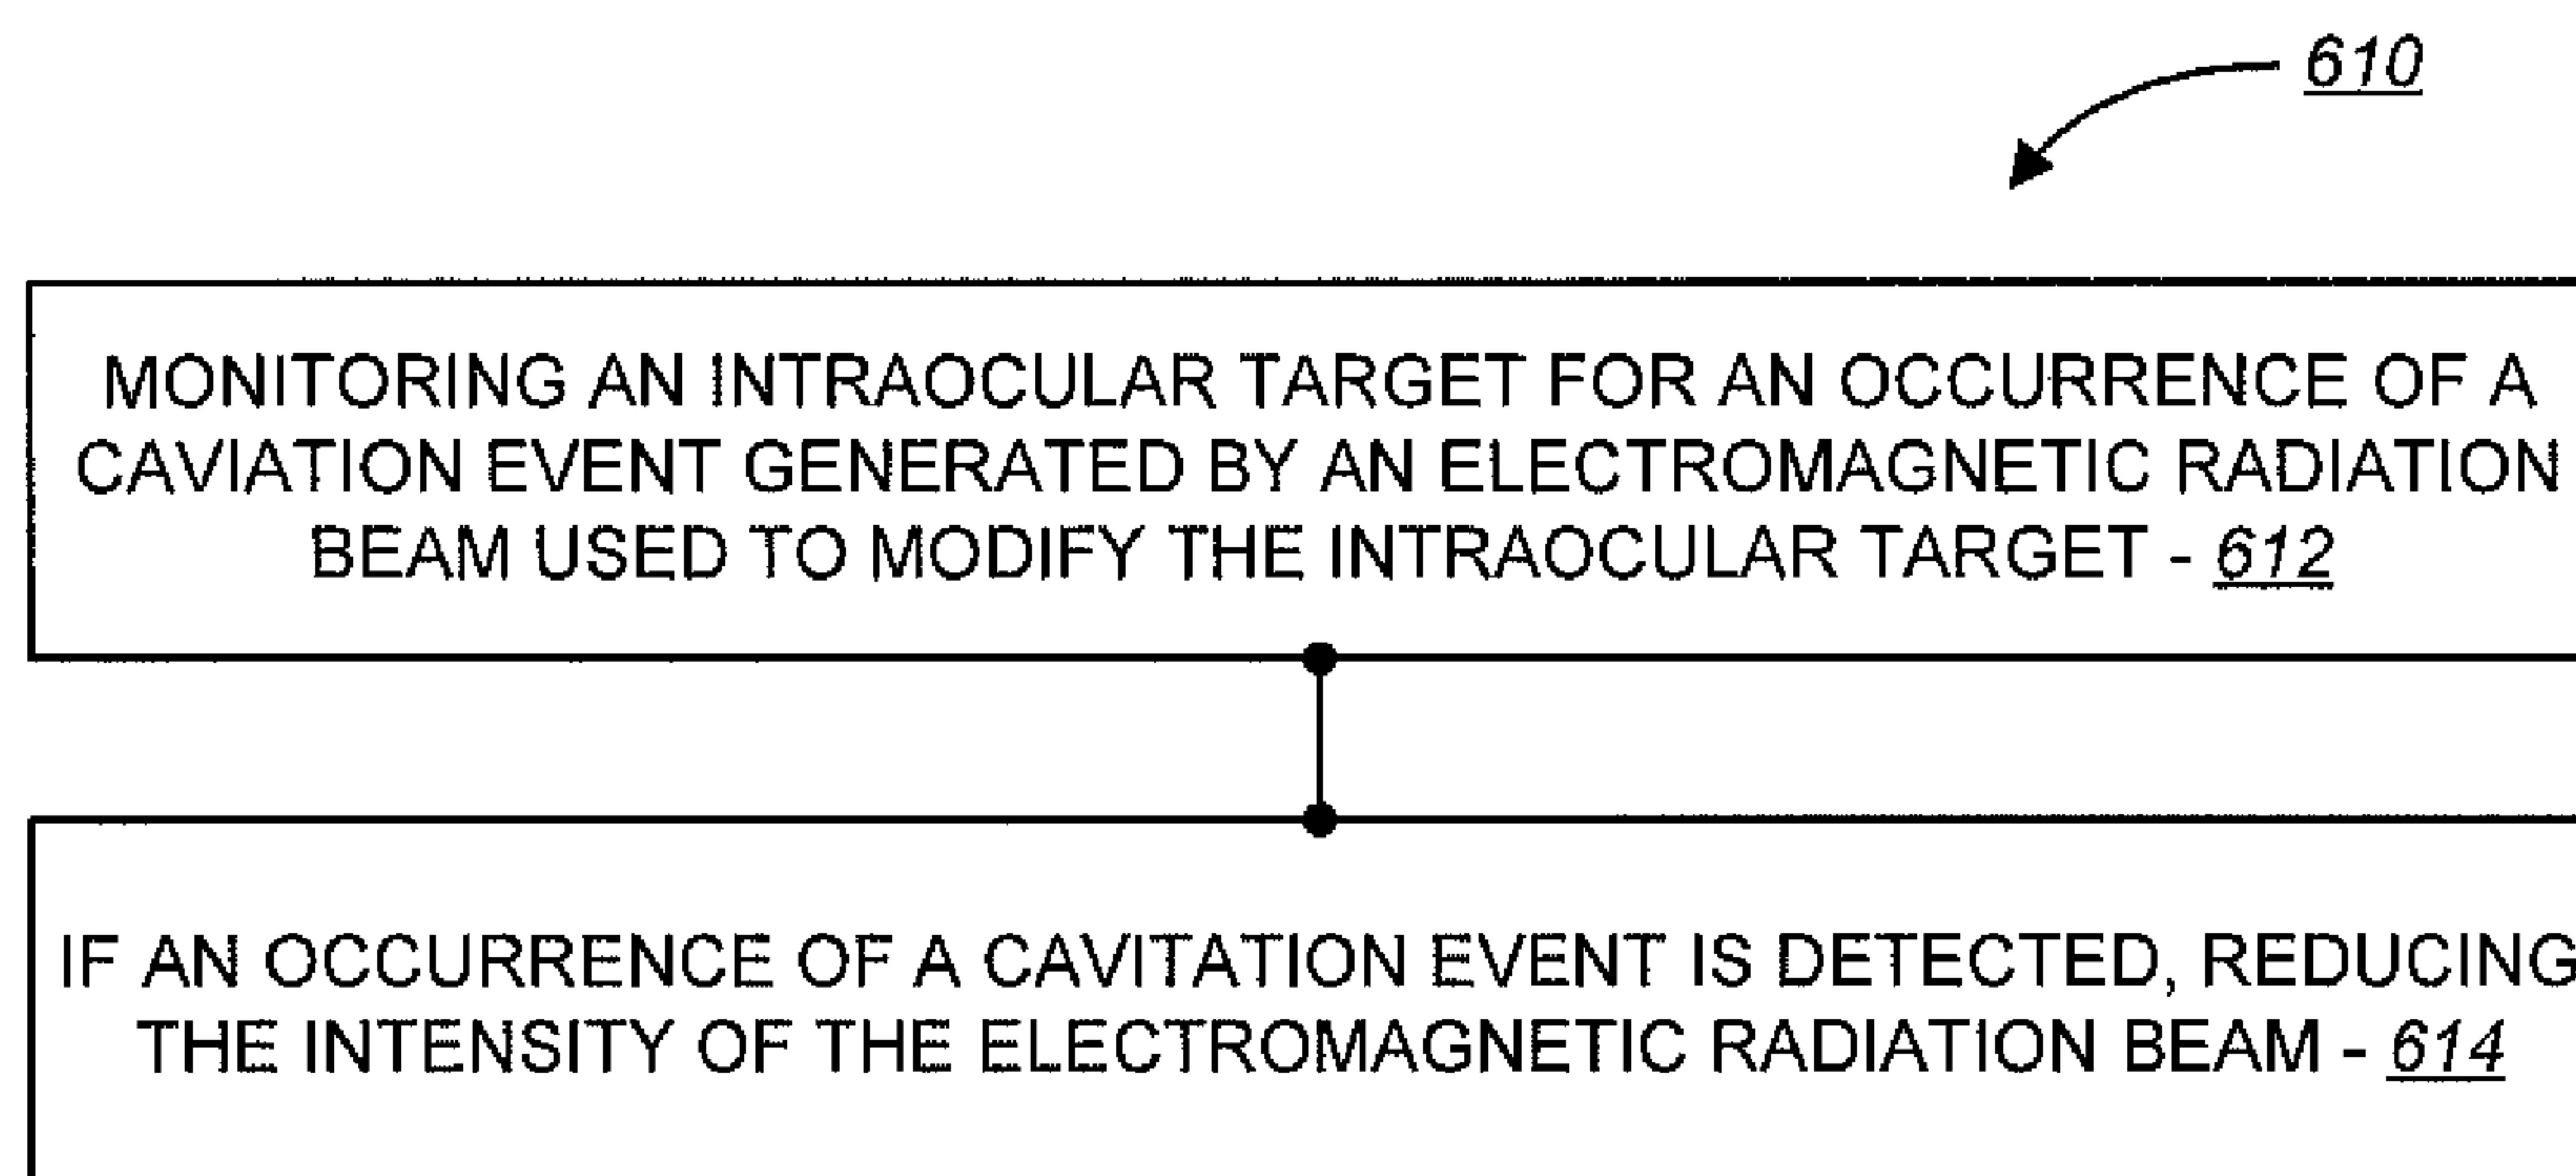 610
MONITORING AN INTRAOCULAR TARGET FOR AN OCCURRENCE OF A
CAVIATION EVENT GENERATED BY AN ELECTROMAGNETIC RADIATION
BEAM USED TO MODIFY THE INTRAOCULAR TARGET - 612
IF AN OCCURRENCE OF A CAVITATION EVENT IS DETECTED, REDUCING
THE INTENSITY OF THE ELECTROMAGNETIC RADIATION BEAM - 614